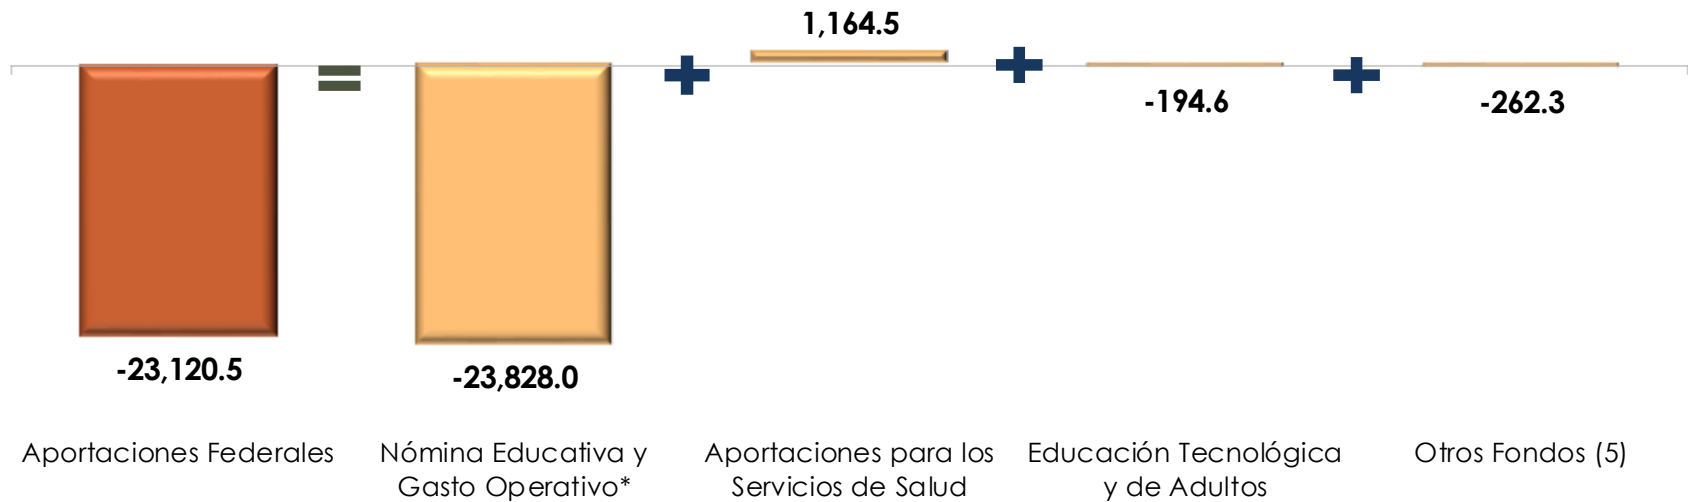 1,164.5
-194.6
-262.3
-23,120.5
-23,828.0
Aportaciones Federales
Nómina Educativa y
Gasto Operativo*
Aportaciones para los
Servicios de Salud
Educación Tecnológica
y de Adultos
Otros Fondos (5)